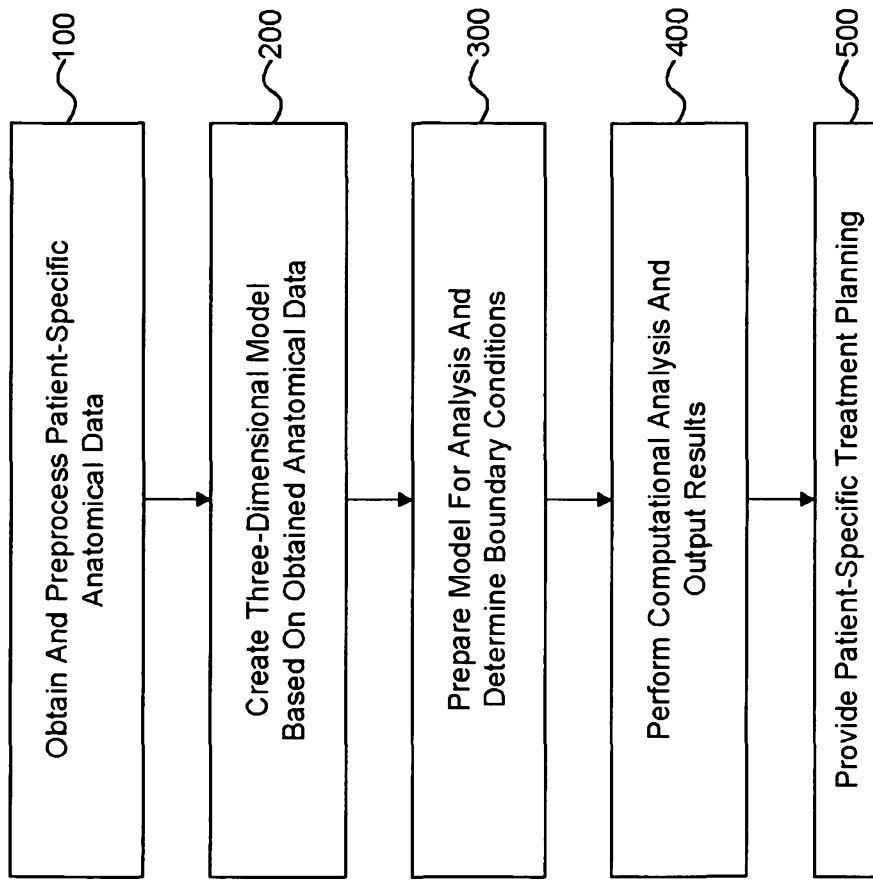 Obtain And Preprocess Patient-Specific
Anatomical Data
100
Create Three-Dimensional Model
Based On Obtained Anatomical Data
200
Prepare Model For Analysis And
Determine Boundary Conditions
300
Perform Computational Analysis And
Output Results
400
Provide Patient-Specific Treatment Planning
500